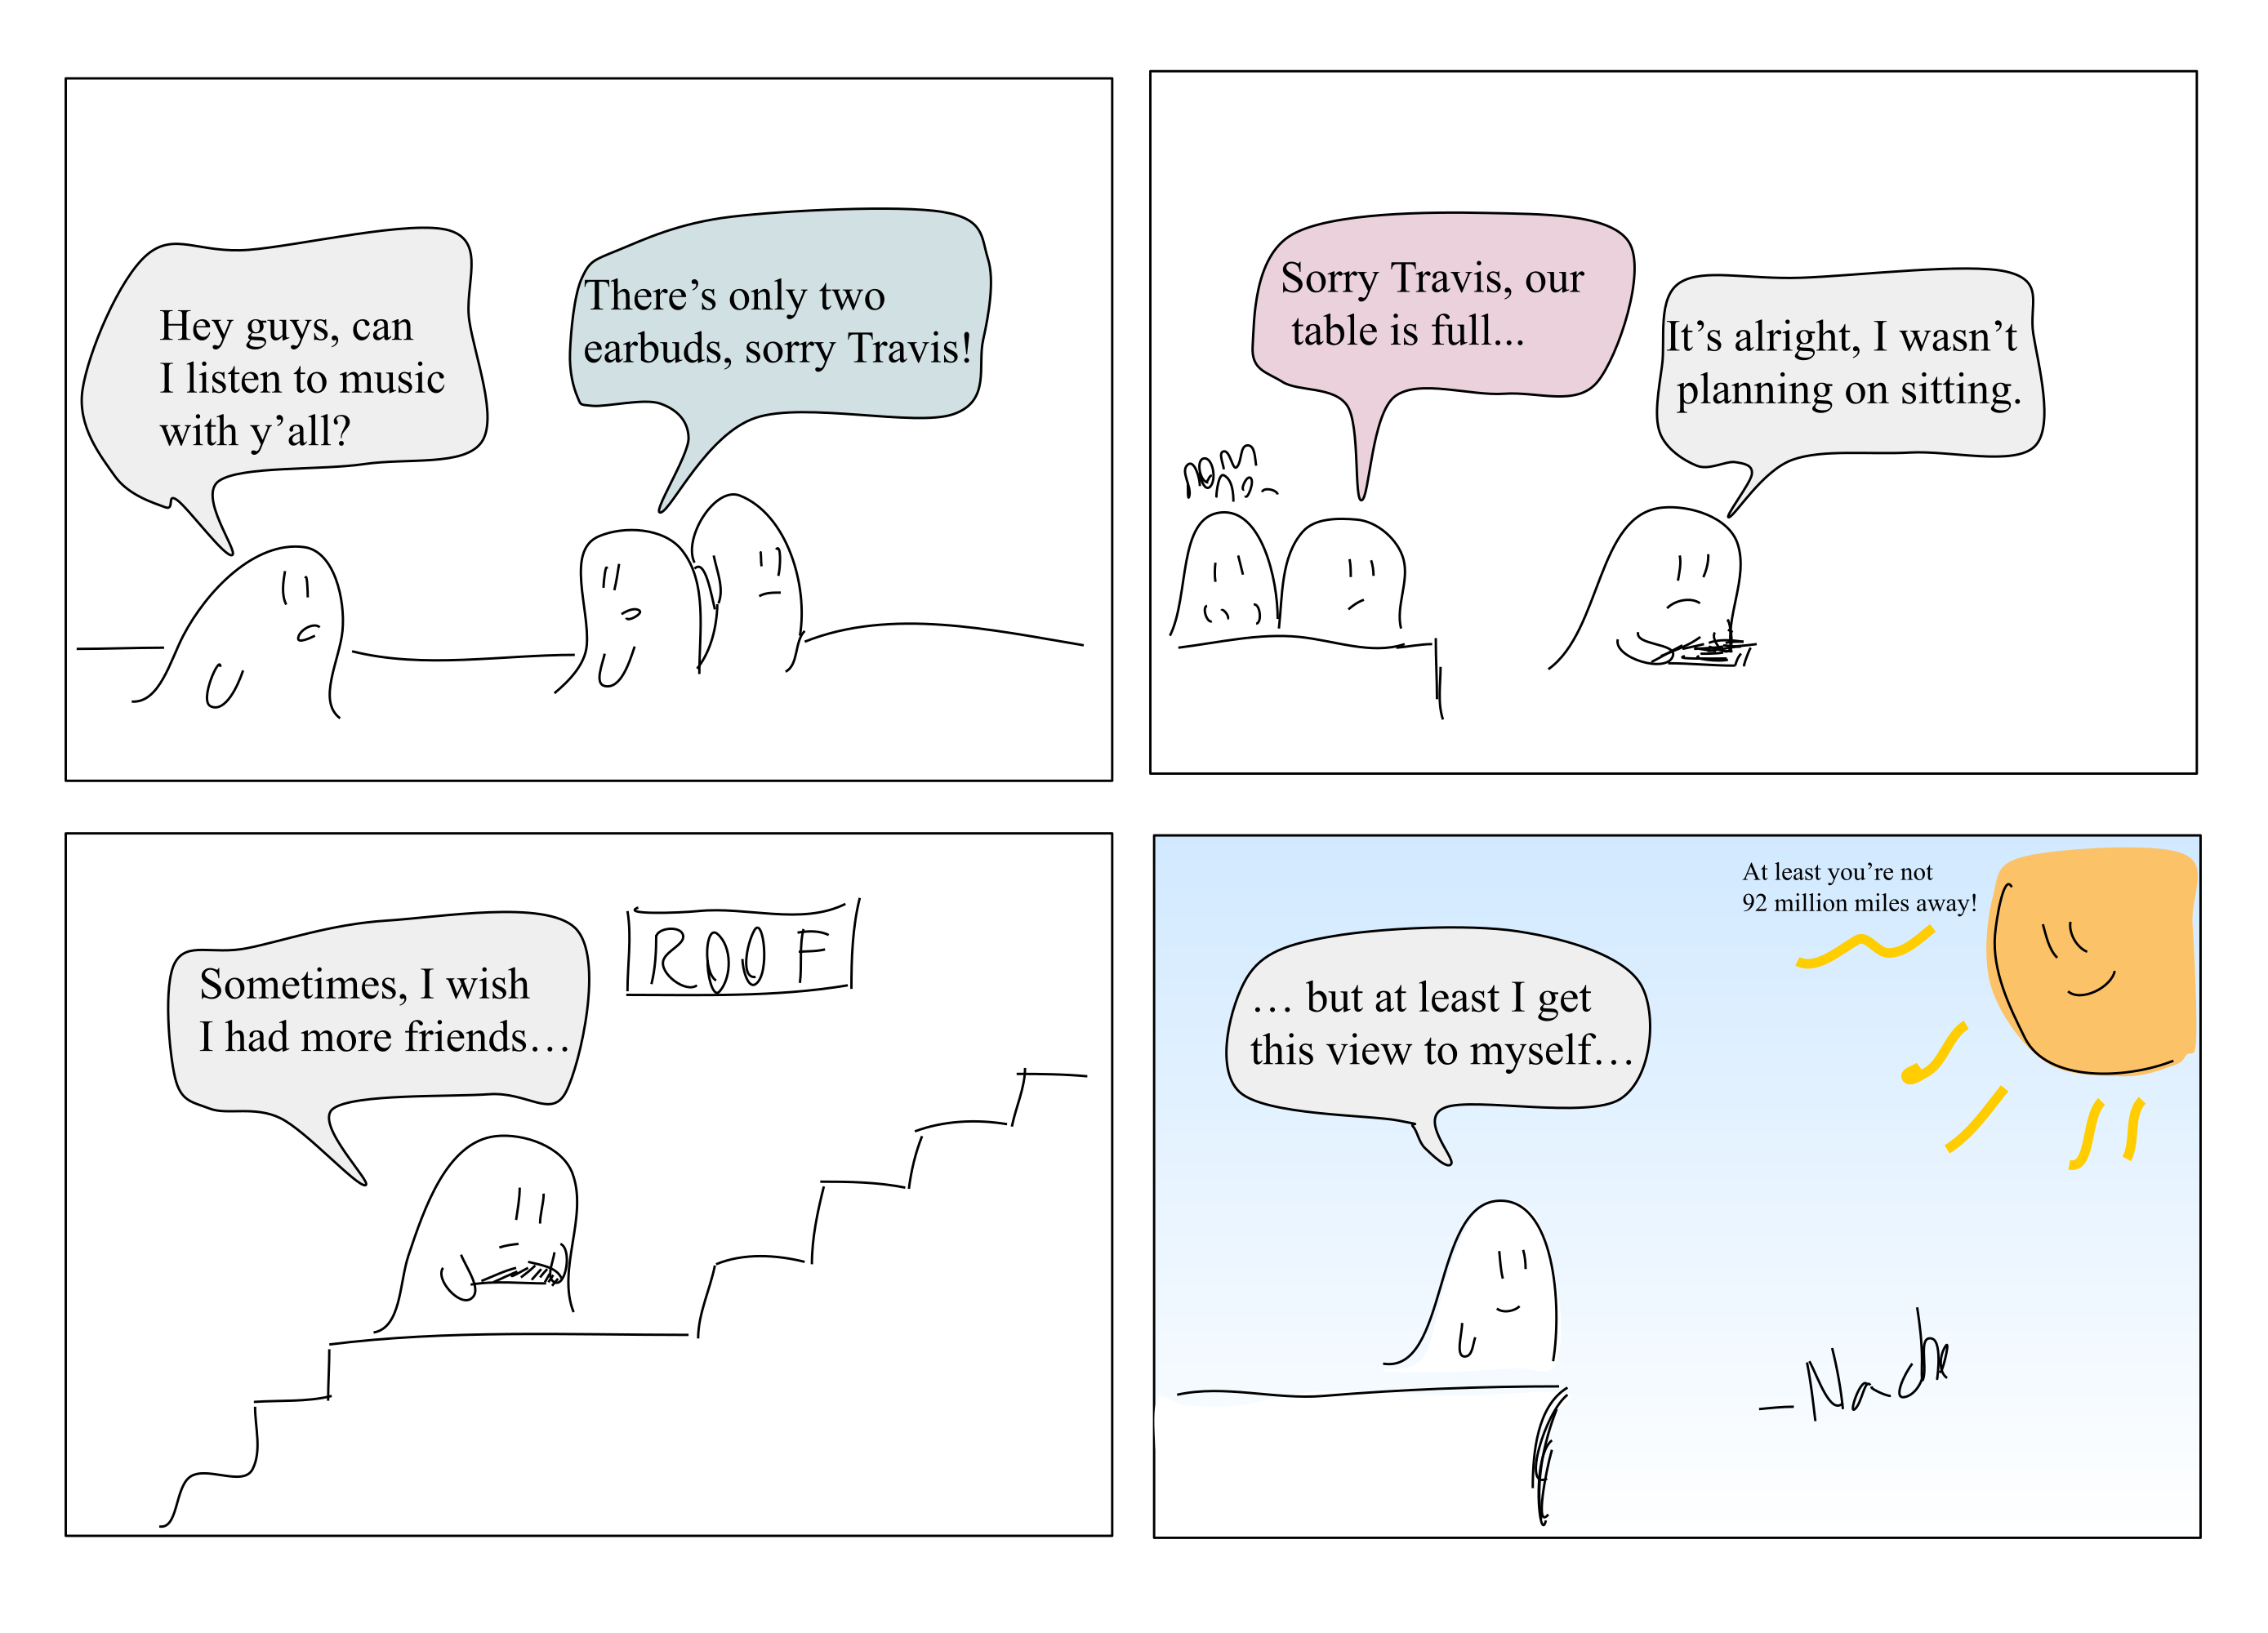 Hey guys, can
I listen to music
with y’all?
There’s only two
earbuds, sorry Travis!
Sorry Travis, our
table is full...
It’s alright, I wasn’t
planning on sitting.
Sometimes, I wish
I had more friends…
ROOF
At least you’re not
92 million miles away!
… but at least I get
this view to myself…